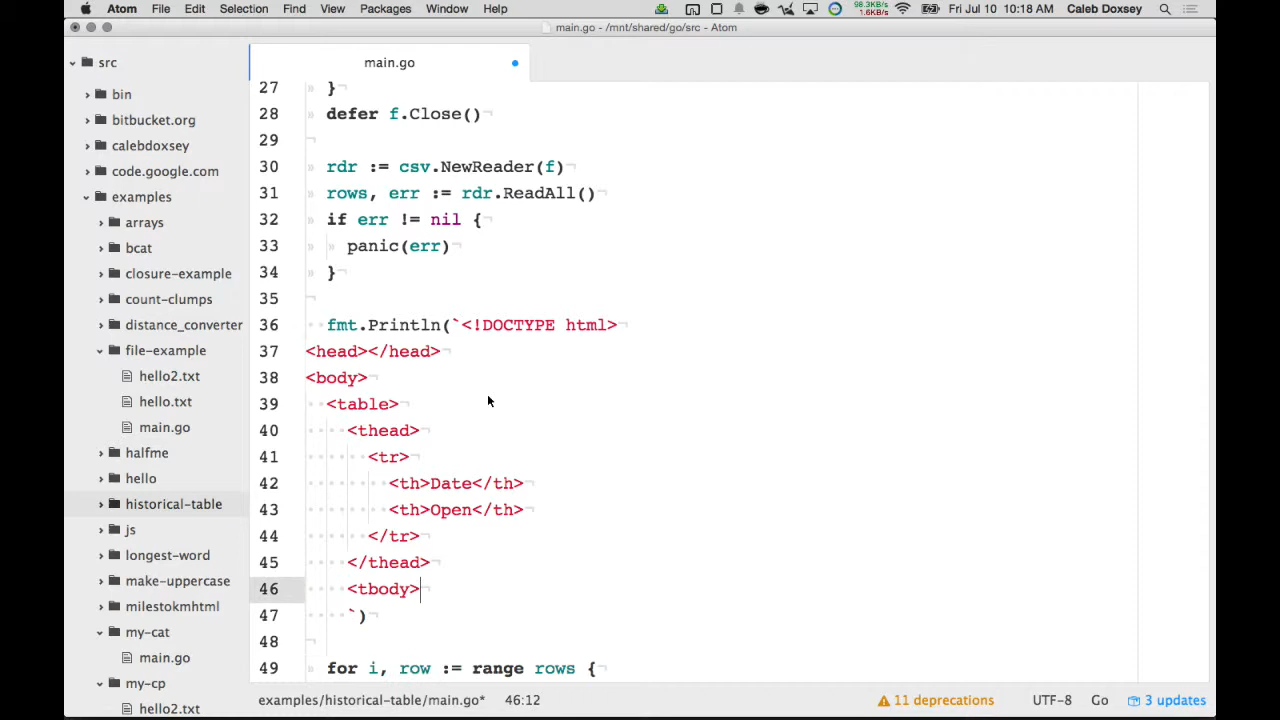 Atom File Edit Selection Find View Packages Window Help 98.3KB/s 1.6KB/s Fri Jul 10 10:18 AM Caleb Doxsey
main.go - /mnt/shared/go/src - Atom
src
bin
bitbucket.org
calebdoxsey
code.google.com
examples
arrays
bcat
closure-example
count-clumps
distance_converter
file-example
hello2.txt
hello.txt
main.go
halfme
hello
historical-table
js
longest-word
make-uppercase
milestokmhtml
my-cat
main.go
my-cp
hello2.txt
main.go
27 }
28 defer f.Close()
29
30 rdr := csv.NewReader(f)
31 rows, err := rdr.ReadAll()
32 if err != nil {
33 panic(err)
34 }
35
36 fmt.Println(`<!DOCTYPE html>
37 <head></head>
38 <body>
39 <table>
40 <thead>
41 <tr>
42 <th>Date</th>
43 <th>Open</th>
44 </tr>
45 </thead>
46 <tbody>
47 `)
48
49 for i, row := range rows {
examples/historical-table/main.go* 46:12 11 deprecations UTF-8 Go 3 updates